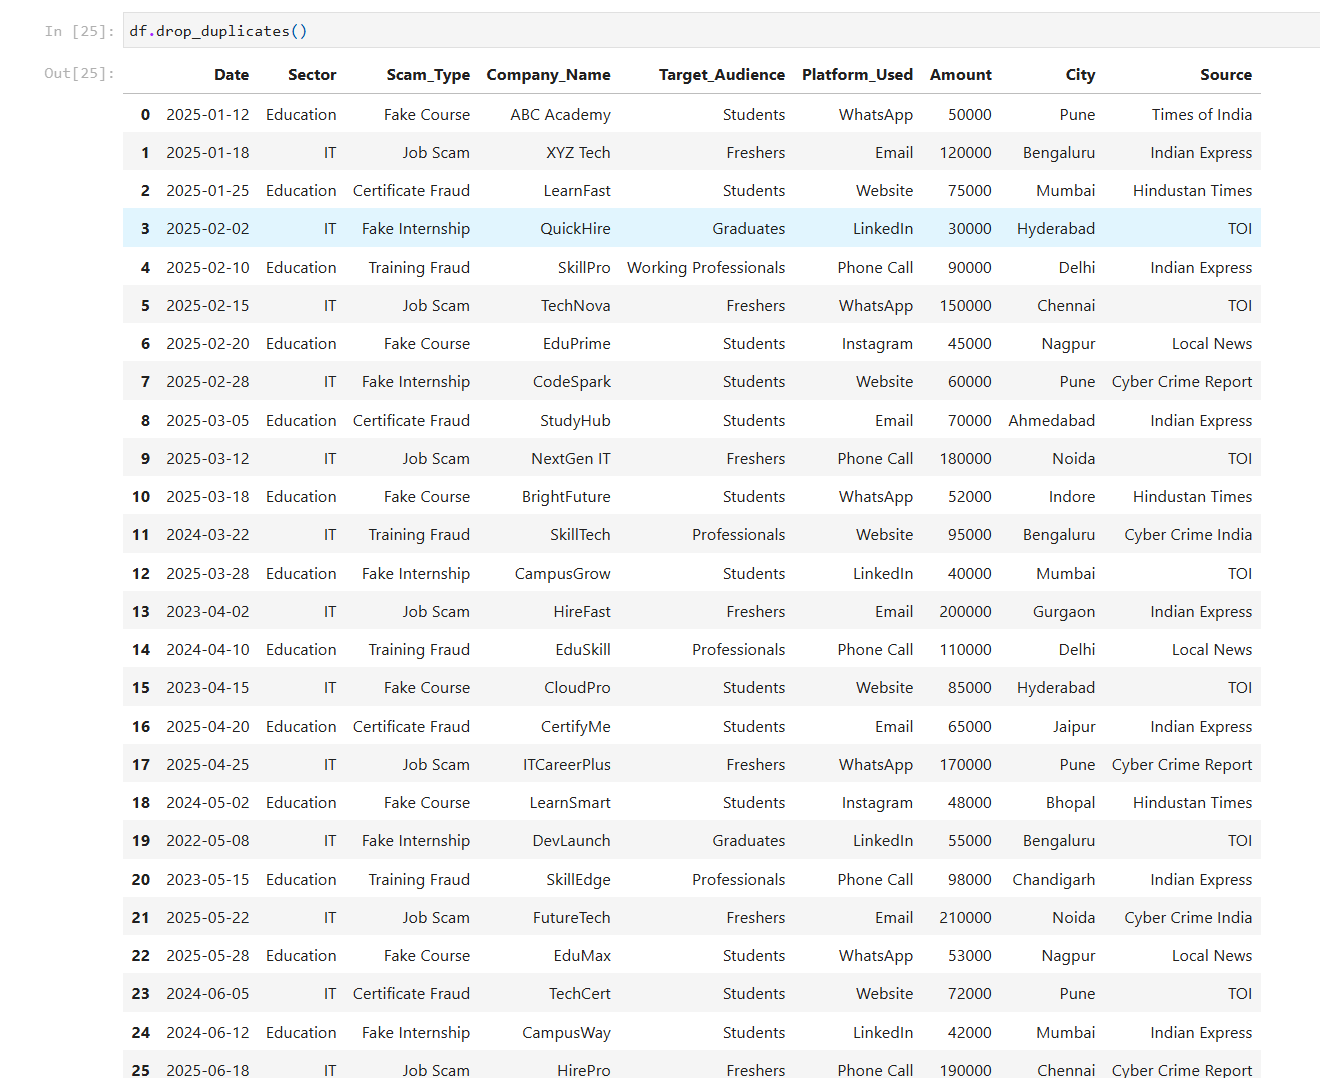 In [25]: df.drop_duplicates()
Out[25]:
Date Sector Scam_Type Company_Name Target_Audience Platform_Used Amount City Source
0 2025-01-12 Education Fake Course ABC Academy Students WhatsApp 50000 Pune Times of India
1 2025-01-18 IT Job Scam XYZ Tech Freshers Email 120000 Bengaluru Indian Express
2 2025-01-25 Education Certificate Fraud LearnFast Students Website 75000 Mumbai Hindustan Times
3 2025-02-02 IT Fake Internship QuickHire Graduates LinkedIn 30000 Hyderabad TOI
4 2025-02-10 Education Training Fraud SkillPro Working Professionals Phone Call 90000 Delhi Indian Express
5 2025-02-15 IT Job Scam TechNova Freshers WhatsApp 150000 Chennai TOI
6 2025-02-20 Education Fake Course EduPrime Students Instagram 45000 Nagpur Local News
7 2025-02-28 IT Fake Internship CodeSpark Students Website 60000 Pune Cyber Crime Report
8 2025-03-05 Education Certificate Fraud StudyHub Students Email 70000 Ahmedabad Indian Express
9 2025-03-12 IT Job Scam NextGen IT Freshers Phone Call 180000 Noida TOI
10 2025-03-18 Education Fake Course BrightFuture Students WhatsApp 52000 Indore Hindustan Times
11 2024-03-22 IT Training Fraud SkillTech Professionals Website 95000 Bengaluru Cyber Crime India
12 2025-03-28 Education Fake Internship CampusGrow Students LinkedIn 40000 Mumbai TOI
13 2023-04-02 IT Job Scam HireFast Freshers Email 200000 Gurgaon Indian Express
14 2024-04-10 Education Training Fraud EduSkill Professionals Phone Call 110000 Delhi Local News
15 2023-04-15 IT Fake Course CloudPro Students Website 85000 Hyderabad TOI
16 2025-04-20 Education Certificate Fraud CertifyMe Students Email 65000 Jaipur Indian Express
17 2025-04-25 IT Job Scam ITCareerPlus Freshers WhatsApp 170000 Pune Cyber Crime Report
18 2024-05-02 Education Fake Course LearnSmart Students Instagram 48000 Bhopal Hindustan Times
19 2022-05-08 IT Fake Internship DevLaunch Graduates LinkedIn 55000 Bengaluru TOI
20 2023-05-15 Education Training Fraud SkillEdge Professionals Phone Call 98000 Chandigarh Indian Express
21 2025-05-22 IT Job Scam FutureTech Freshers Email 210000 Noida Cyber Crime India
22 2025-05-28 Education Fake Course EduMax Students WhatsApp 53000 Nagpur Local News
23 2024-06-05 IT Certificate Fraud TechCert Students Website 72000 Pune TOI
24 2024-06-12 Education Fake Internship CampusWay Students LinkedIn 42000 Mumbai Indian Express
25 2025-06-18 IT Job Scam HirePro Freshers Phone Call 190000 Chennai Cyber Crime Report